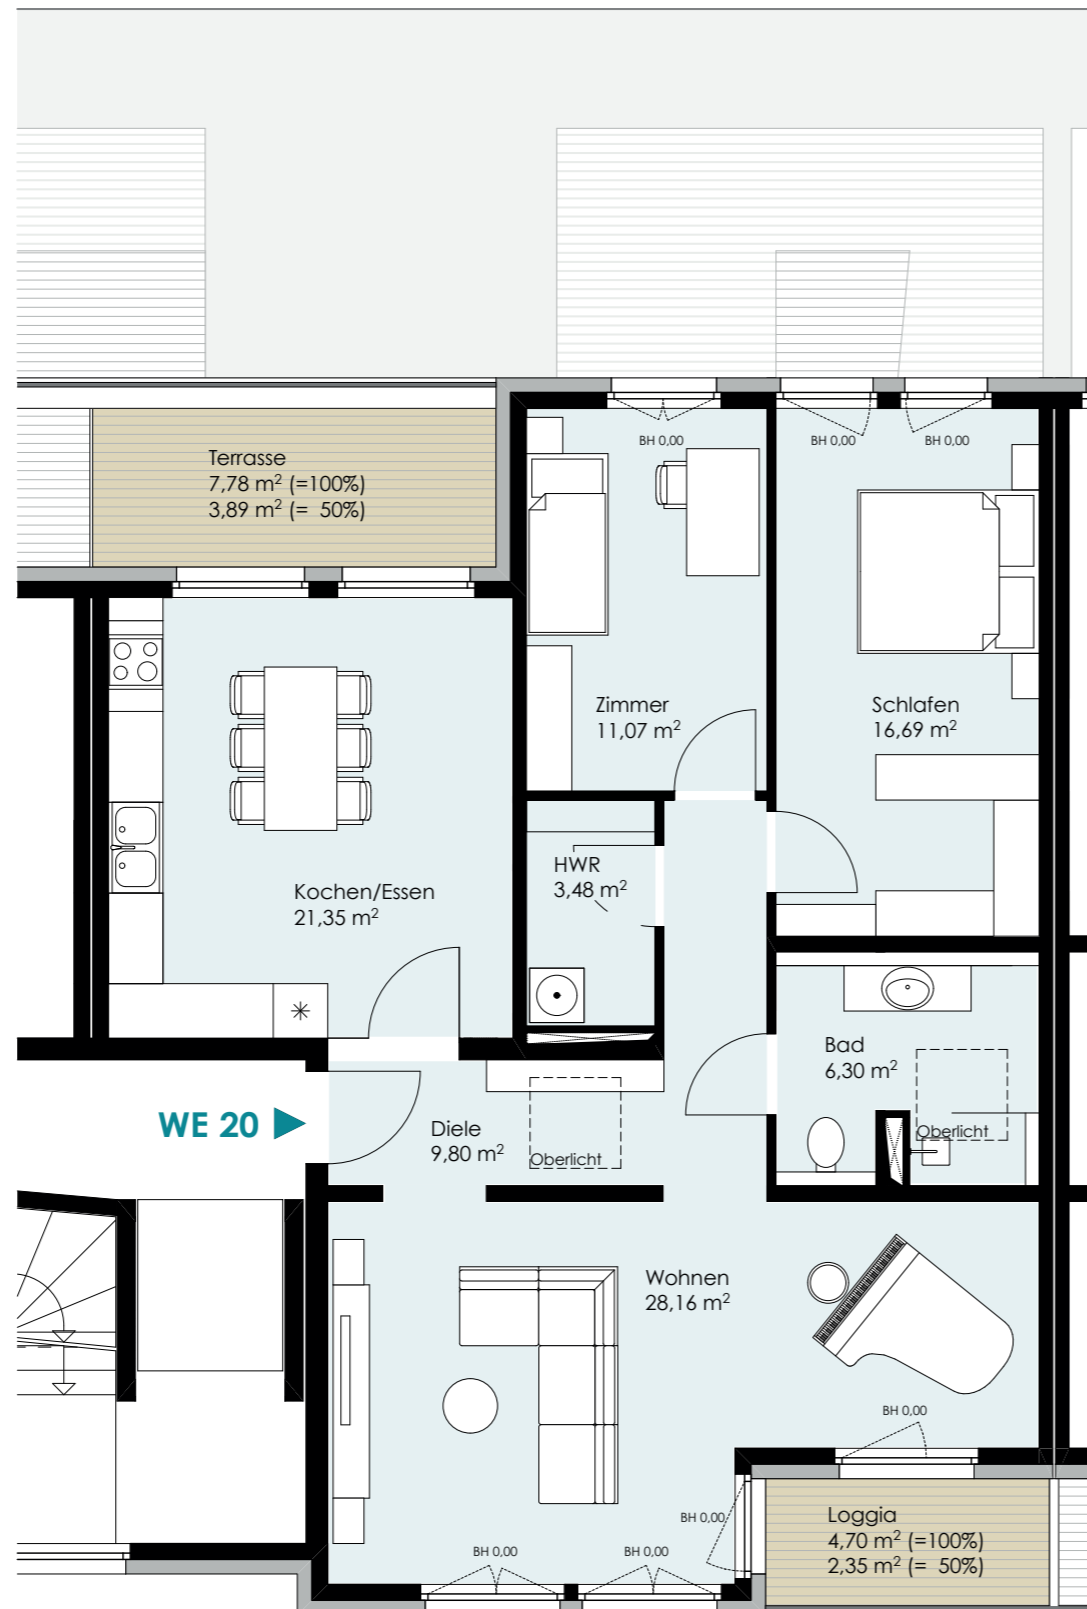 BH 0,00
BH 0,00
BH 0,00
Terrasse
7,78 m² (=100%)
3,89 m² (= 50%)
Zimmer
11,07 m²
Schlafen
16,69 m²
HWR
3,48 m²
Kochen/Essen
21,35 m²
Bad
6,30 m²
Oberlicht
WE 20
Diele
9,80 m²
Oberlicht
Wohnen
28,16 m²
BH 0,00
BH 0,00
BH 0,00
BH 0,00
Loggia
4,70 m² (=100%)
2,35 m² (= 50%)